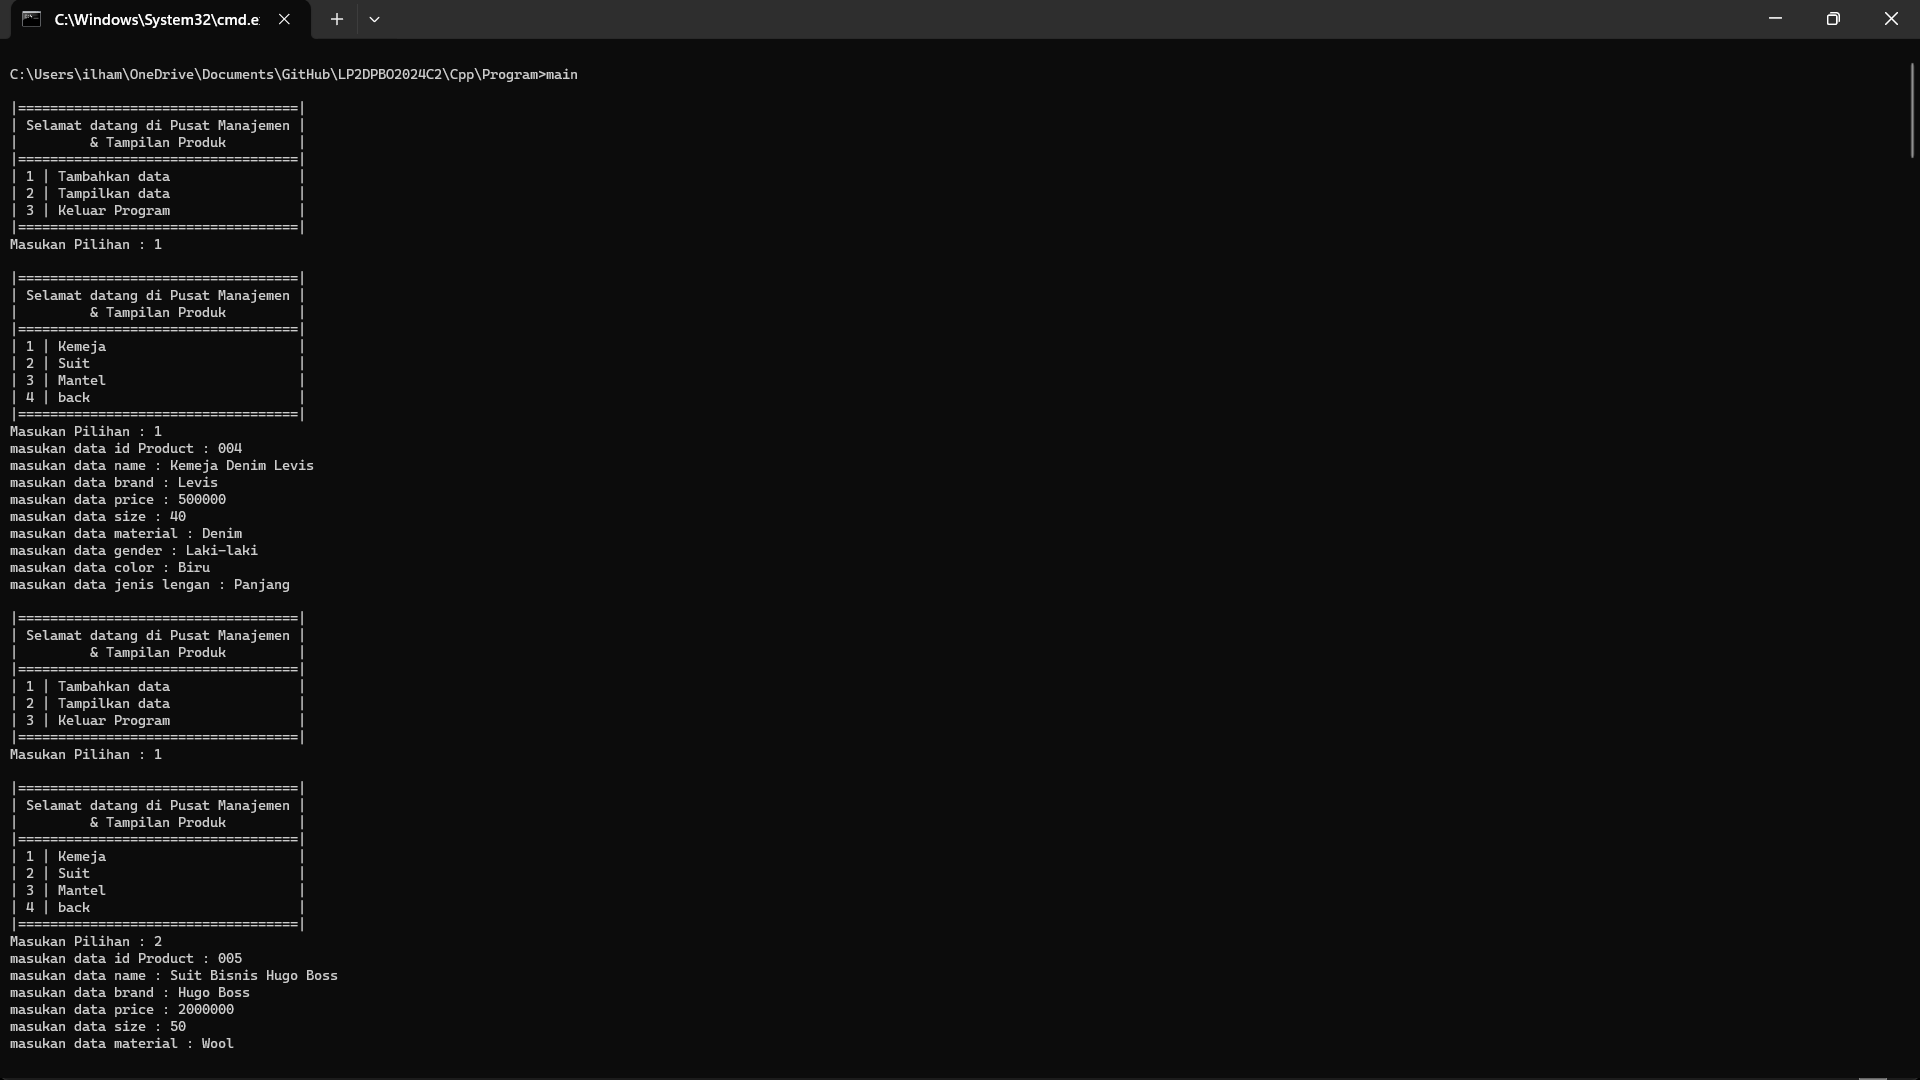 C:\Windows\System32\cmd.e
C:\Users\ilham\OneDrive\Documents\GitHub\LP2DPBO2024C2\Cpp\Program>main
|===================================|
| Selamat datang di Pusat Manajemen |
|         & Tampilan Produk         |
|===================================|
| 1 | Tambahkan data                |
| 2 | Tampilkan data                |
| 3 | Keluar Program                |
|===================================|
Masukan Pilihan : 1
|===================================|
| Selamat datang di Pusat Manajemen |
|         & Tampilan Produk         |
|===================================|
| 1 | Kemeja                        |
| 2 | Suit                          |
| 3 | Mantel                        |
| 4 | back                          |
|===================================|
Masukan Pilihan : 1
masukan data id Product : 004
masukan data name : Kemeja Denim Levis
masukan data brand : Levis
masukan data price : 500000
masukan data size : 40
masukan data material : Denim
masukan data gender : Laki-laki
masukan data color : Biru
masukan data jenis lengan : Panjang
|===================================|
| Selamat datang di Pusat Manajemen |
|         & Tampilan Produk         |
|===================================|
| 1 | Tambahkan data                |
| 2 | Tampilkan data                |
| 3 | Keluar Program                |
|===================================|
Masukan Pilihan : 1
|===================================|
| Selamat datang di Pusat Manajemen |
|         & Tampilan Produk         |
|===================================|
| 1 | Kemeja                        |
| 2 | Suit                          |
| 3 | Mantel                        |
| 4 | back                          |
|===================================|
Masukan Pilihan : 2
masukan data id Product : 005
masukan data name : Suit Bisnis Hugo Boss
masukan data brand : Hugo Boss
masukan data price : 2000000
masukan data size : 50
masukan data material : Wool